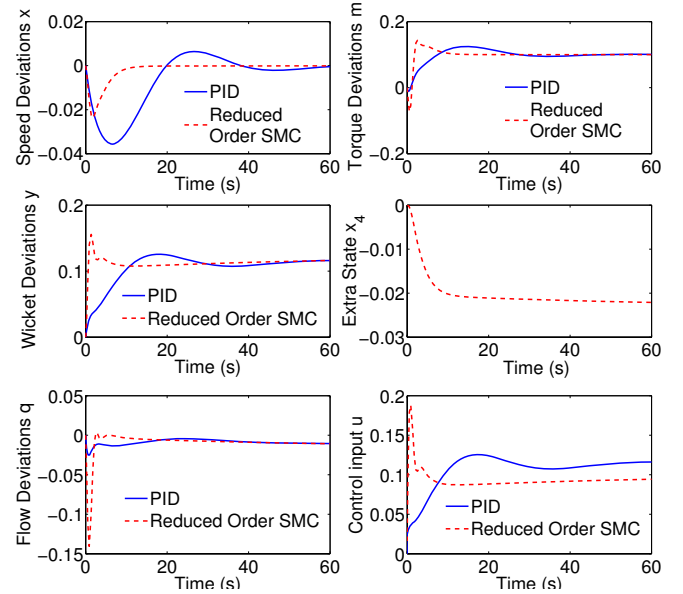 Speed Deviations x
0.02
0
−0.02
−0.04
0 20 40 60
Time (s)
PID
Reduced
Order SMC
Torque Deviations m
0.2
0
−0.2
0 20 40 60
Time (s)
PID
Reduced
Order SMC
Wicket Deviations y
0.2
0.1
0
0 20 40 60
Time (s)
PID
Reduced Order SMC
Extra State x4
0
−0.01
−0.02
−0.03
0 20 40 60
Time (s)
Flow Deviations q
0.05
0
−0.05
−0.1
−0.15
0 20 40 60
Time (s)
PID
Reduced Order SMC
Control input u
0.2
0.15
0.1
0.05
0
0 20 40 60
Time (s)
PID
Reduced Order SMC